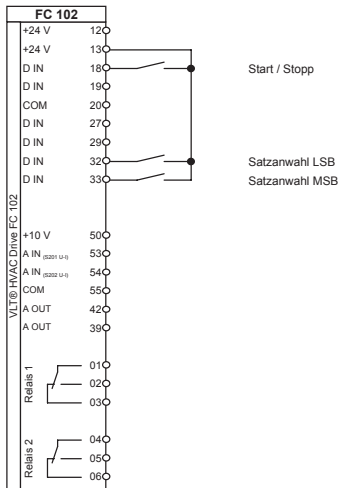 FC 102
+24 V 12
+24 V 13
D IN 18 Start / Stopp
D IN 19
COM 20
D IN 27
D IN 29
D IN 32 Satzanwahl LSB
D IN 33 Satzanwahl MSB
VLT® HVAC Drive FC 102
+10 V 50
A IN (S201 U-I) 53
A IN (S202 U-I) 54
COM 55
A OUT 42
A OUT 39
Relais 1
01
02
03
Relais 2
04
05
06